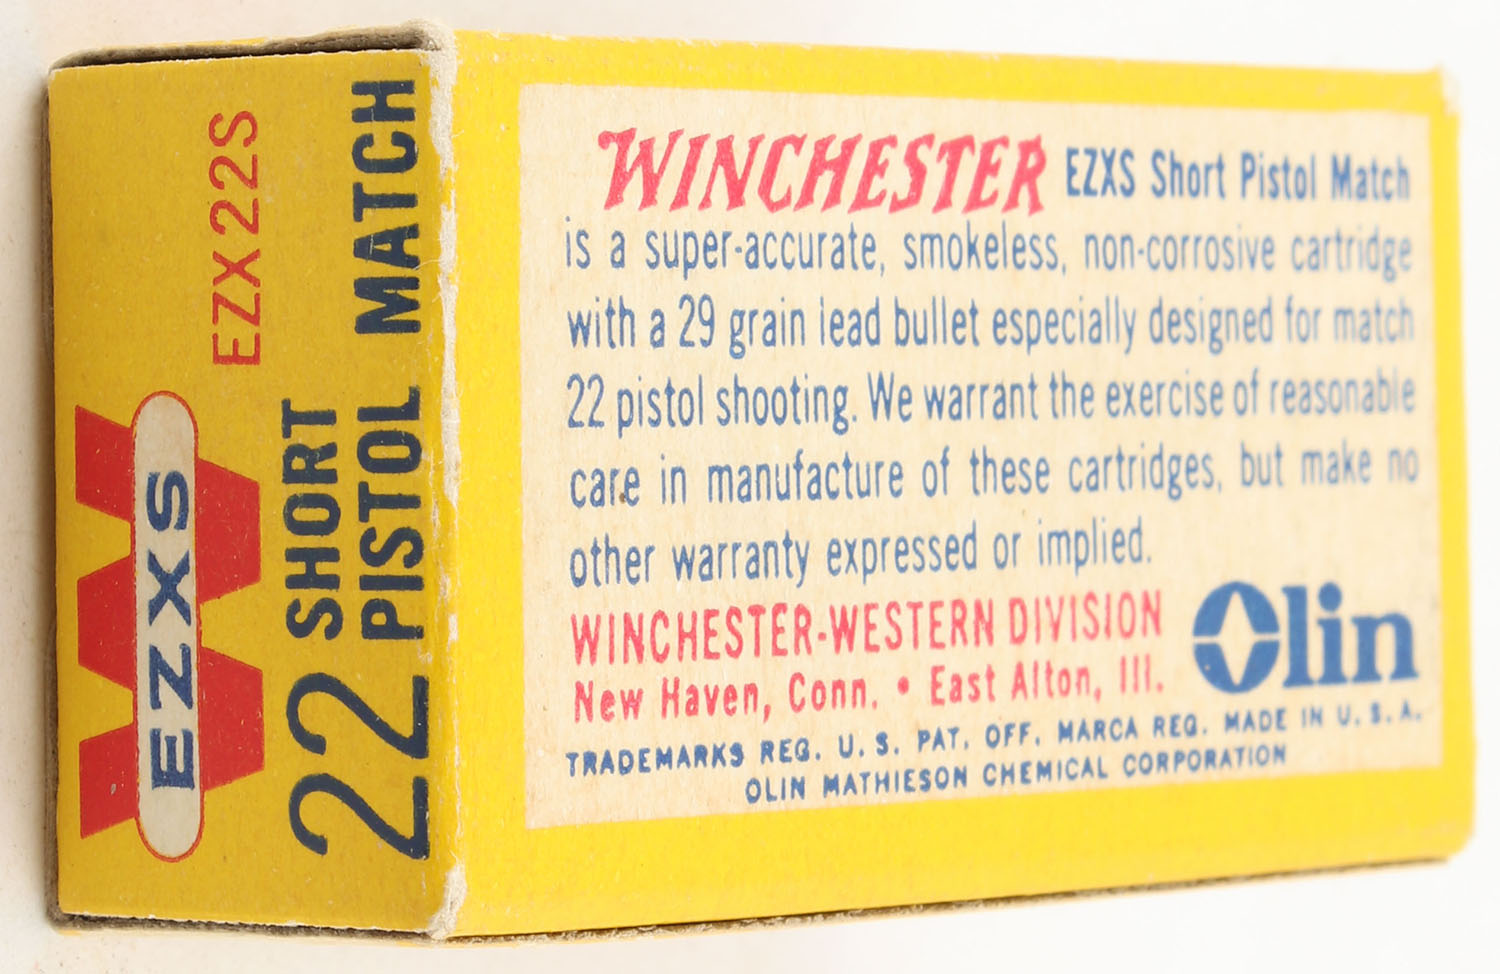 EZXS
EZX22S
22 SHORT
PISTOL MATCH
WINCHESTER EZXS Short Pistol Match
is a super-accurate, smokeless, non-corrosive cartridge
with a 29 grain lead bullet especially designed for match
22 pistol shooting. We warrant the exercise of reasonable
care in manufacture of these cartridges, but make no
other warranty expressed or implied.
WINCHESTER-WESTERN DIVISION
New Haven, Conn. • East Alton, Ill.
Olin
TRADEMARKS REG. U. S. PAT. OFF. MARCA REG. MADE IN U. S. A.
OLIN MATHIESON CHEMICAL CORPORATION